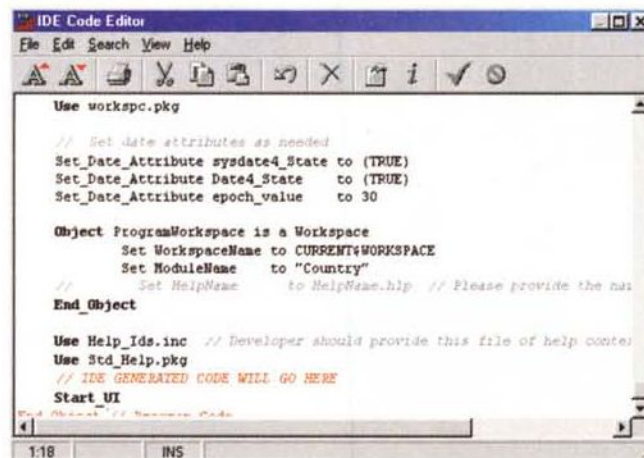 IDE Code Editor
File Edit Search View Help
Use workspc.pkg
// Set date attributes as needed
Set_Date_Attribute sysdate4_State to (TRUE)
Set_Date_Attribute Date4_State to (TRUE)
Set_Date_Attribute epoch_value to 30
Object ProgramWorkspace is a Workspace
Set WorkspaceName to CURRENT$WORKSPACE
Set ModuleName to "Country"
// Set HelpName to HelpName.hlp // Please provide the na
End_Object
Use Help_Ids.inc // Developer should provide this file of help conte
Use Std_Help.pkg
// IDE GENERATED CODE WILL GO HERE
Start_UI
End_Object // Program Code
1:18 INS